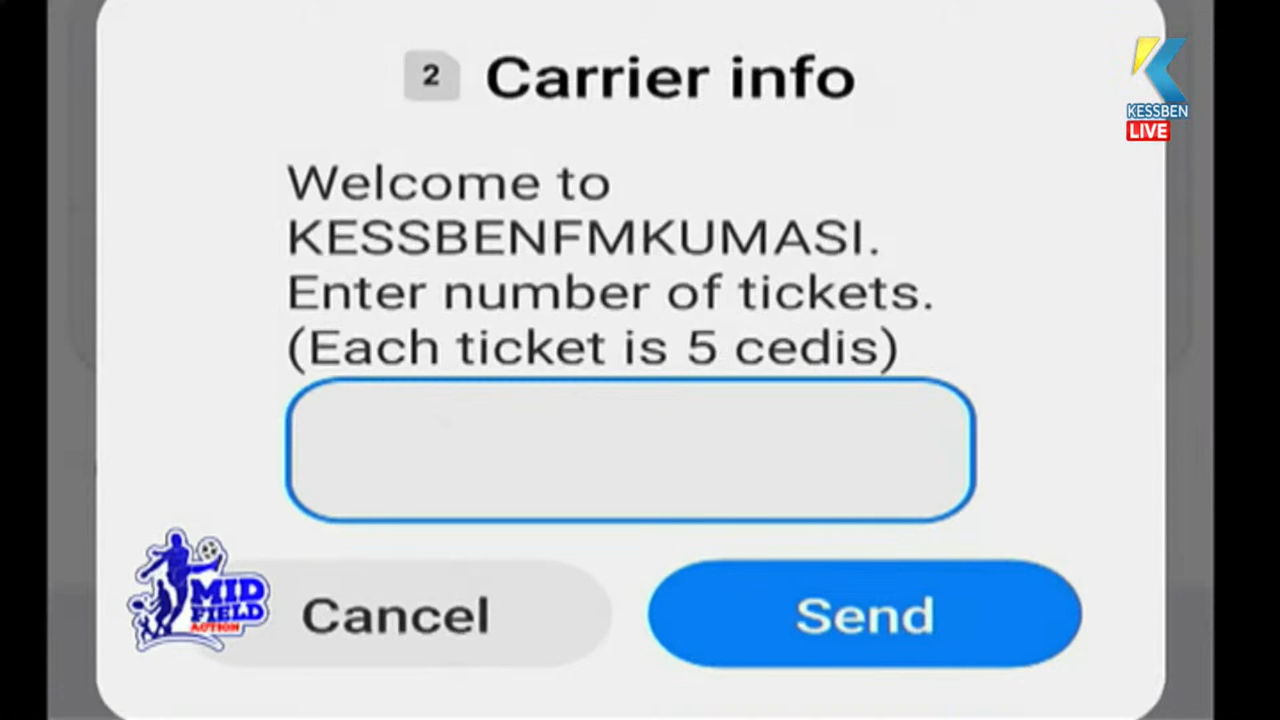 2 Carrier info
KESSBEN
LIVE
Welcome to
KESSBENFMKUMASI.
Enter number of tickets.
(Each ticket is 5 cedis)
MID
FIELD
ACTION
Cancel
Send